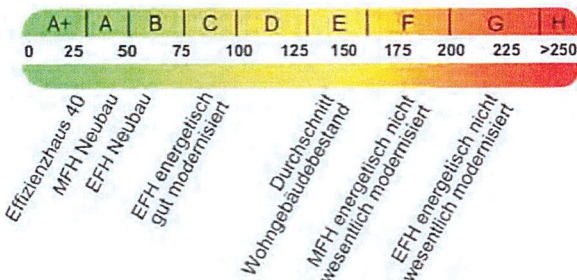 A+ A B C D E F G H
0 25 50 75 100 125 150 175 200 225 >250
Effizienzhaus 40
MFH Neubau
EFH Neubau
EFH energetisch
gut modernisiert
Durchschnitt
Wohngebäudebestand
MFH energetisch nicht
wesentlich modernisiert
EFH energetisch nicht
wesentlich modernisiert